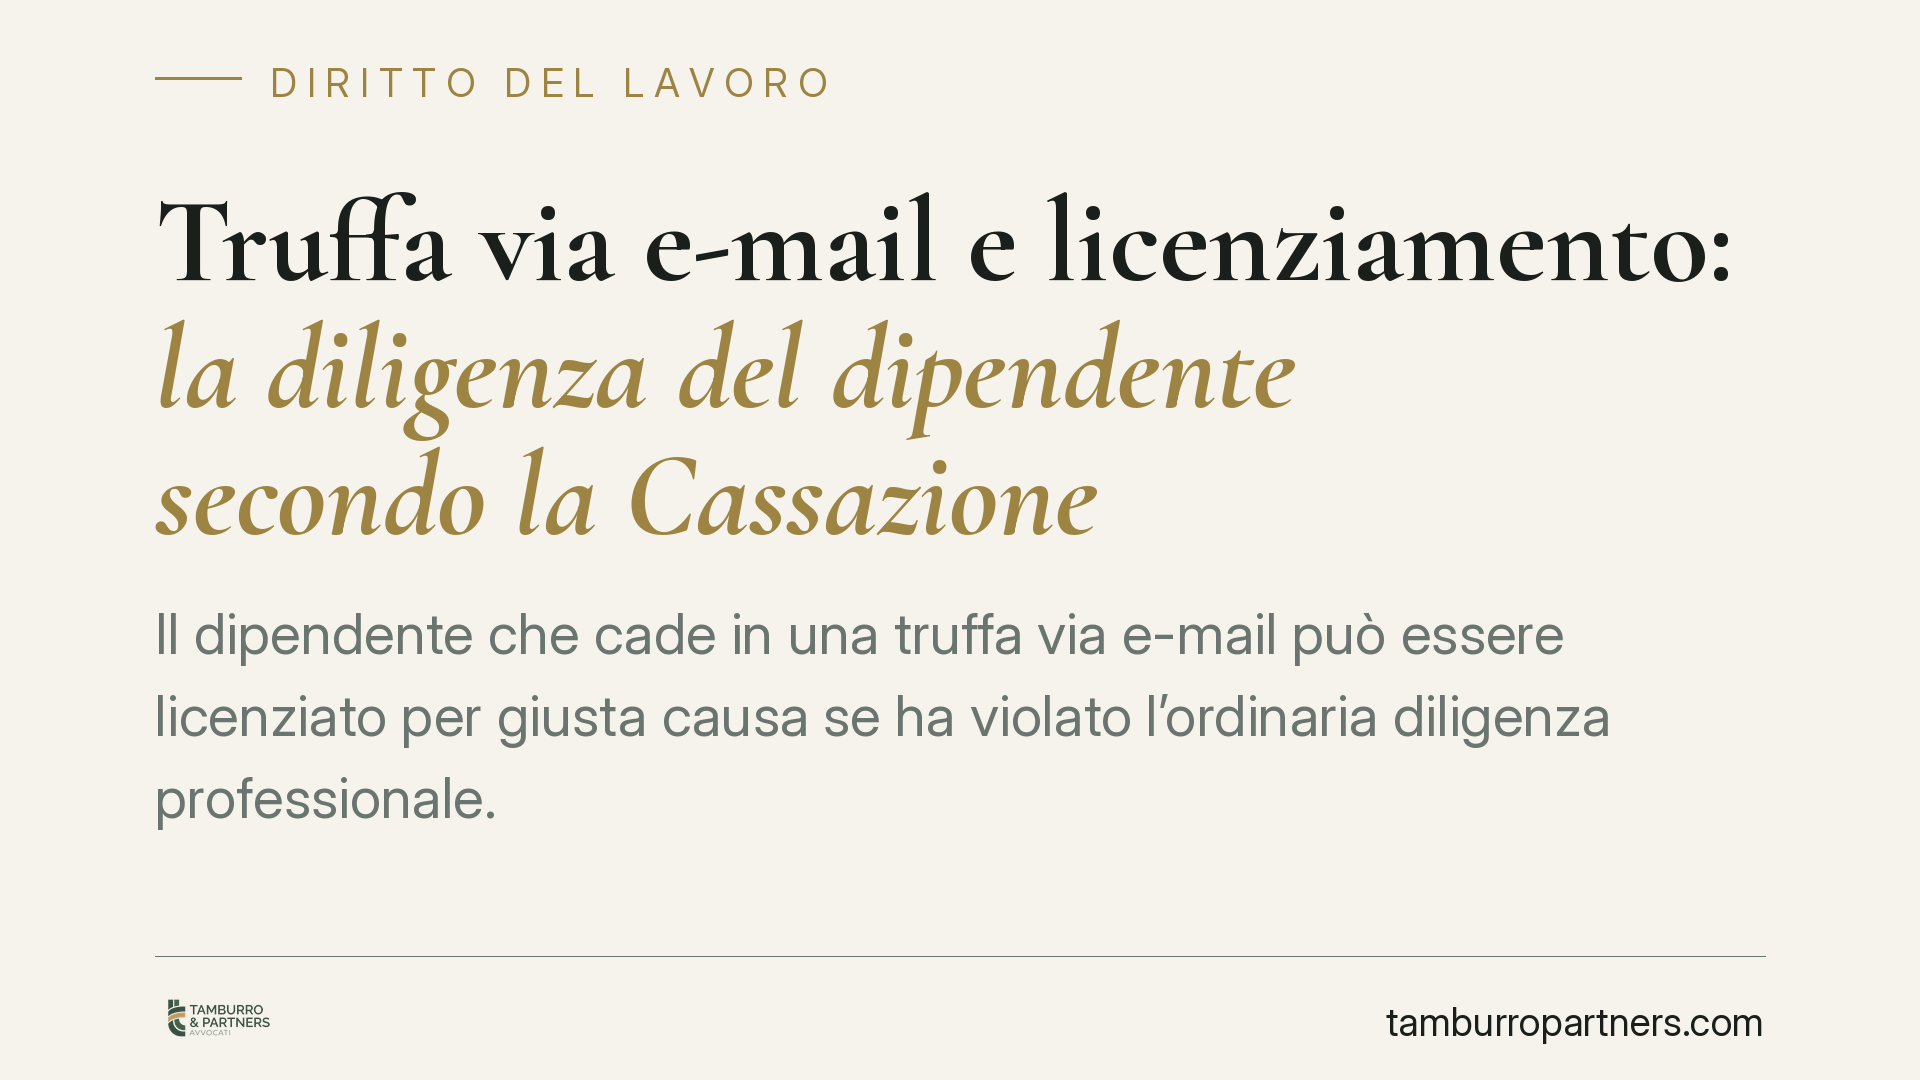 DIRITTO DEL LAVORO
Truffa via e-mail e licenziamento:
la diligenza del dipendente
secondo la Cassazione
Il dipendente che cade in una truffa via e-mail può essere
licenziato per giusta causa se ha violato l’ordinaria diligenza
professionale.
TAMBURRO
& PARTNERS
AVVOCATI
tamburropartners.com